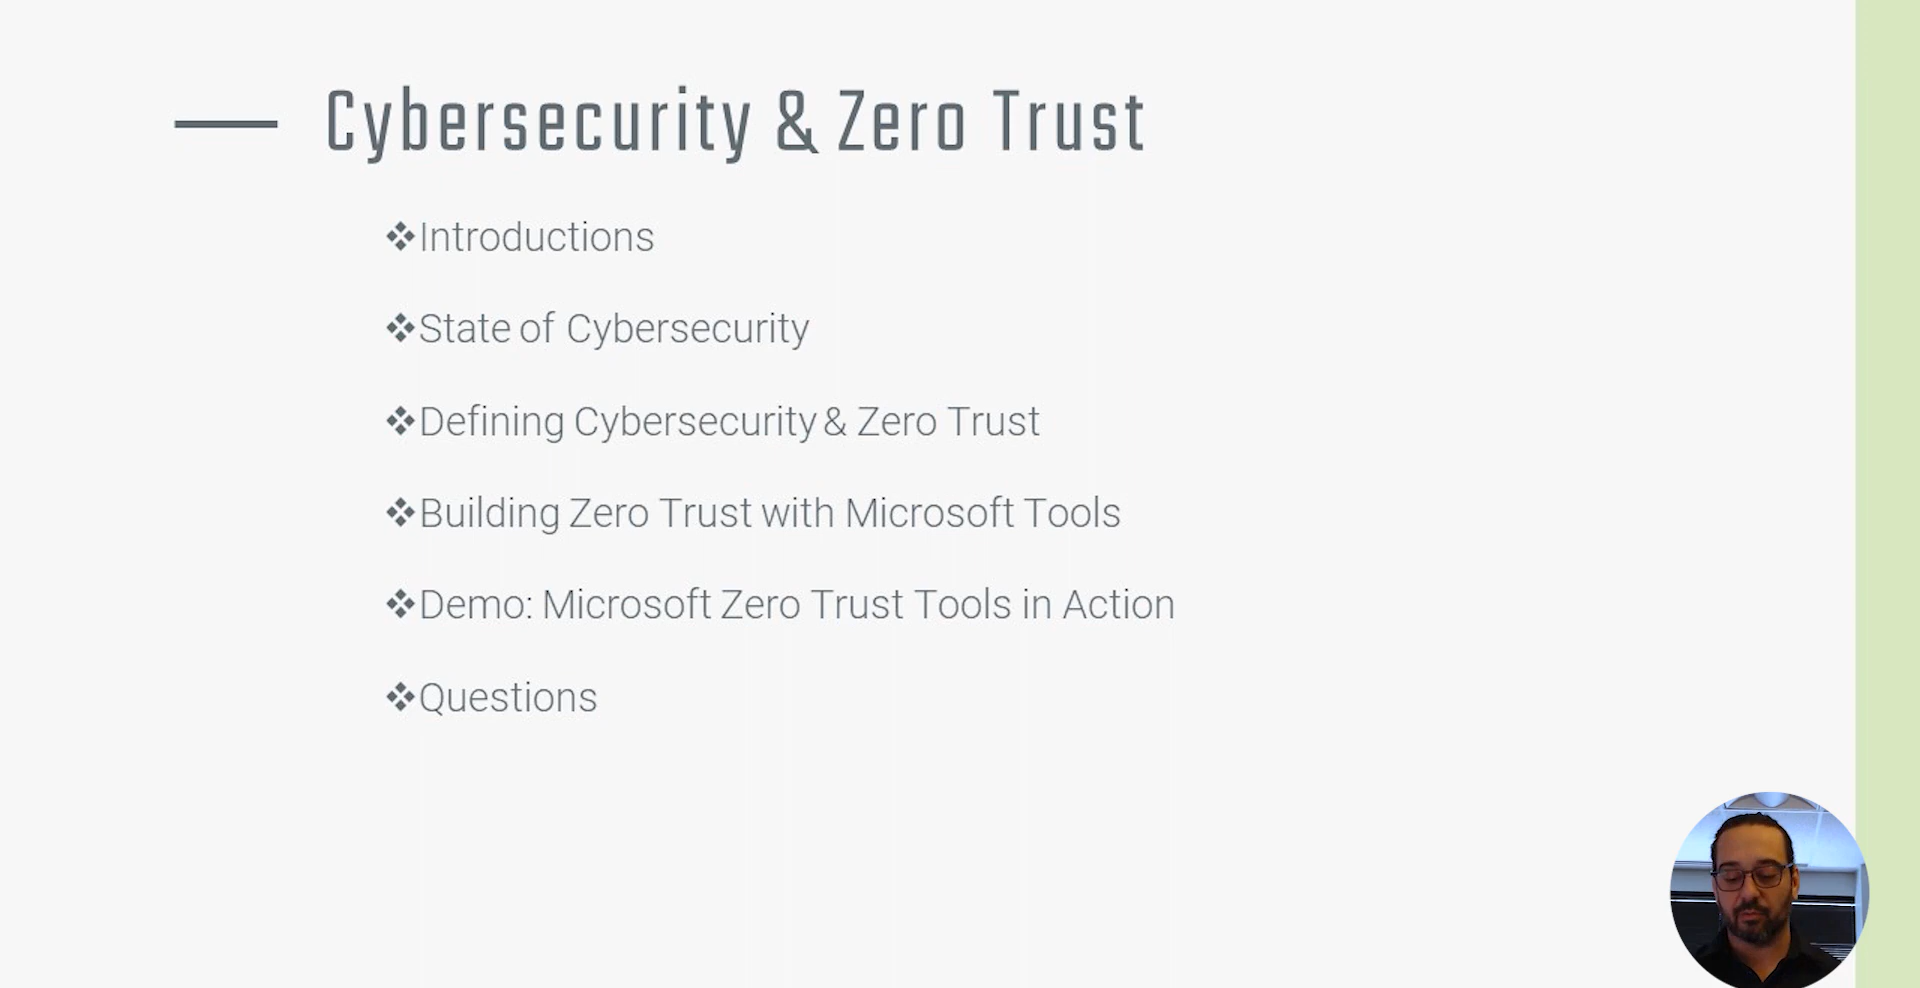 Cybersecurity & Zero Trust
❖Introductions
❖State of Cybersecurity
❖Defining Cybersecurity & Zero Trust
❖Building Zero Trust with Microsoft Tools
❖Demo: Microsoft Zero Trust Tools in Action
❖Questions